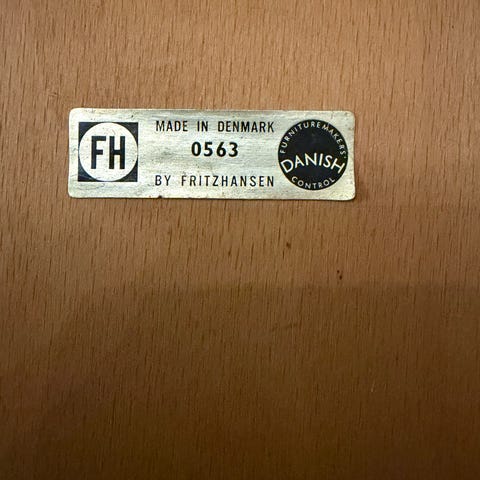 FH
MADE IN DENMARK
0563
BY FRITZHANSEN
FURNITUREMAKERS'
DANISH
CONTROL